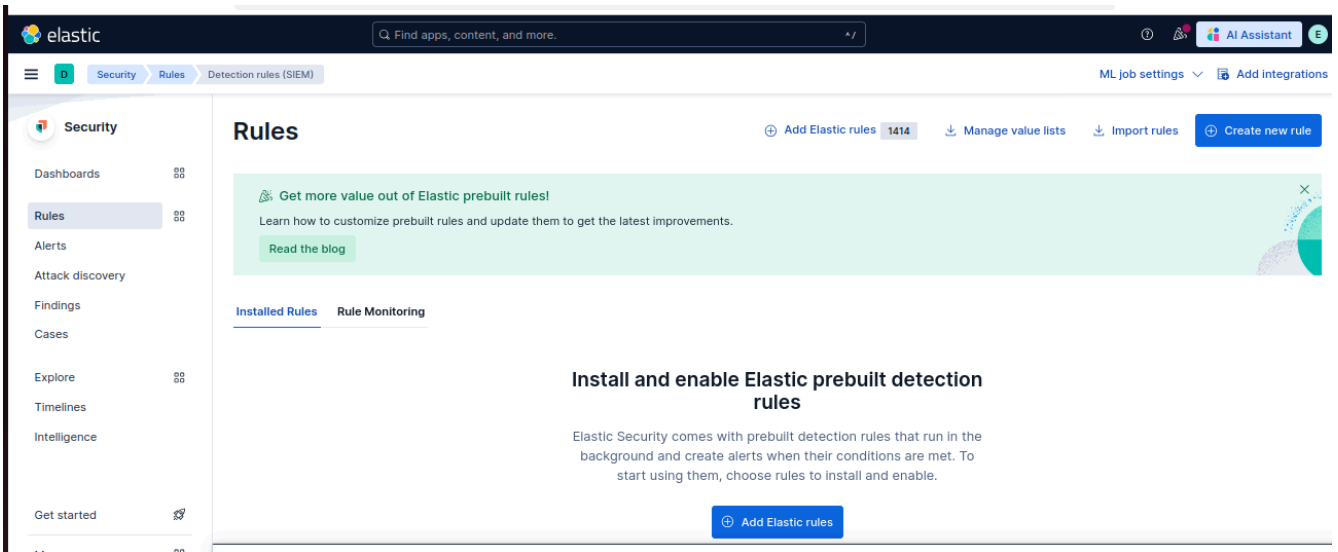 elastic
Find apps, content, and more.
^/
AI Assistant
E
D
Security
Rules
Detection rules (SIEM)
ML job settings
Add integrations
Security
Dashboards
Rules
Alerts
Attack discovery
Findings
Cases
Explore
Timelines
Intelligence
Get started
Rules
Add Elastic rules 1414
Manage value lists
Import rules
Create new rule
Get more value out of Elastic prebuilt rules!
Learn how to customize prebuilt rules and update them to get the latest improvements.
Read the blog
Installed Rules
Rule Monitoring
Install and enable Elastic prebuilt detection
rules
Elastic Security comes with prebuilt detection rules that run in the
background and create alerts when their conditions are met. To
start using them, choose rules to install and enable.
Add Elastic rules